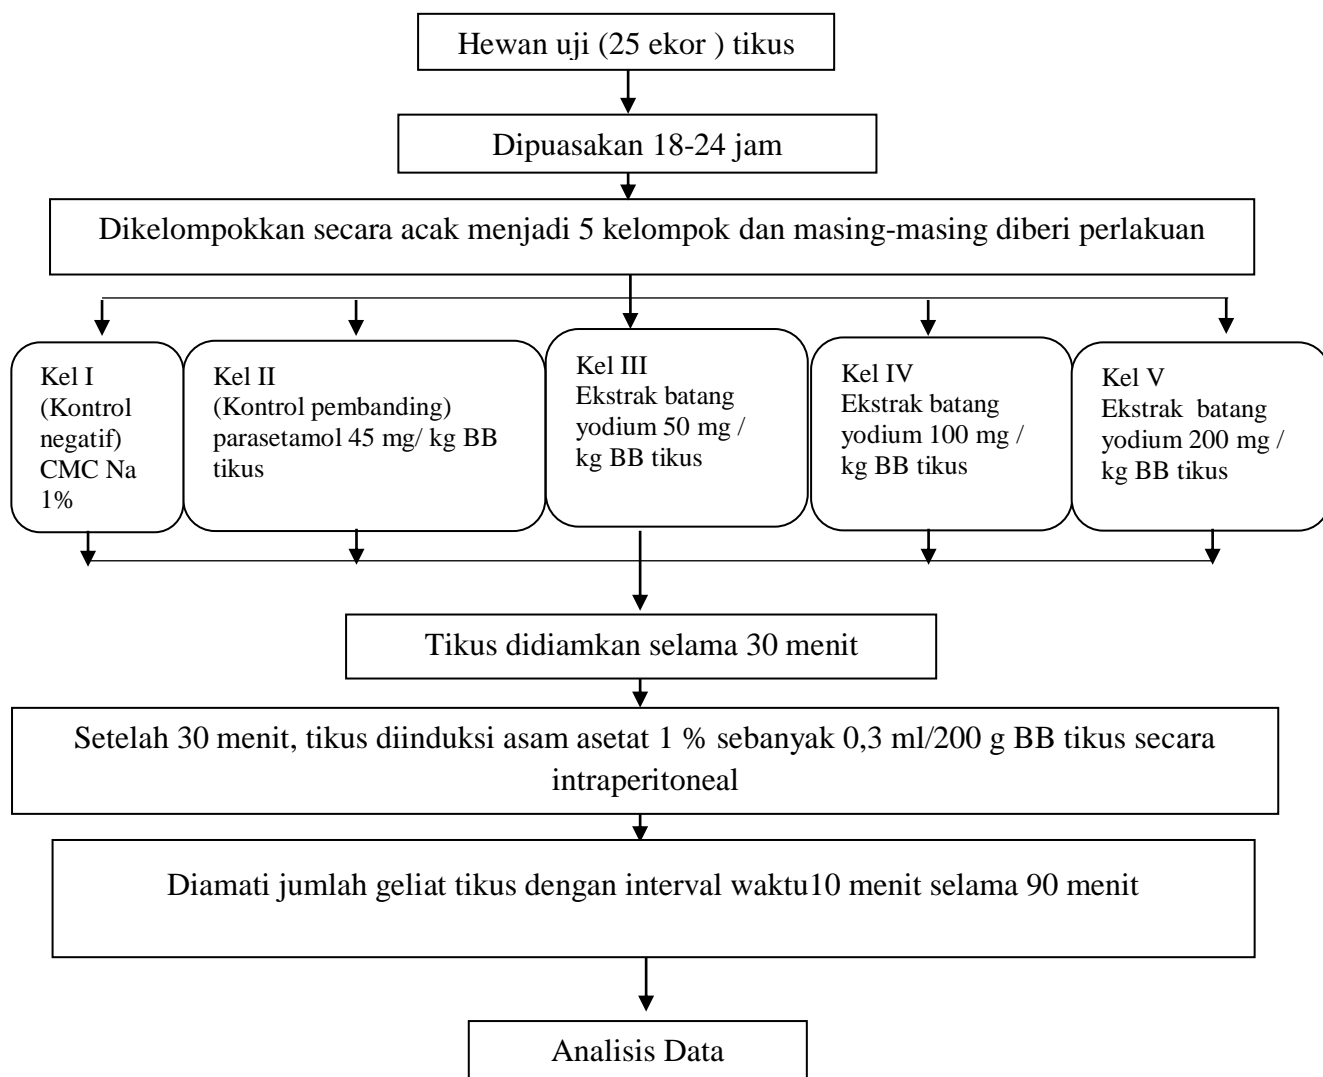 Hewan uji (25 ekor ) tikus
Dipuasakan 18-24 jam
Dikelompokkan secara acak menjadi 5 kelompok dan masing-masing diberi perlakuan
Kel I
(Kontrol
negatif)
CMC Na
1%
Kel II
(Kontrol pembanding)
parasetamol 45 mg/ kg BB
tikus
Kel III
Ekstrak batang
yodium 50 mg /
kg BB tikus
Kel IV
Ekstrak batang
yodium 100 mg /
kg BB tikus
Kel V
Ekstrak  batang
yodium 200 mg /
kg BB tikus
Tikus didiamkan selama 30 menit
Setelah 30 menit, tikus diinduksi asam asetat 1 % sebanyak 0,3 ml/200 g BB tikus secara
intraperitoneal
Diamati jumlah geliat tikus dengan interval waktu10 menit selama 90 menit
Analisis Data